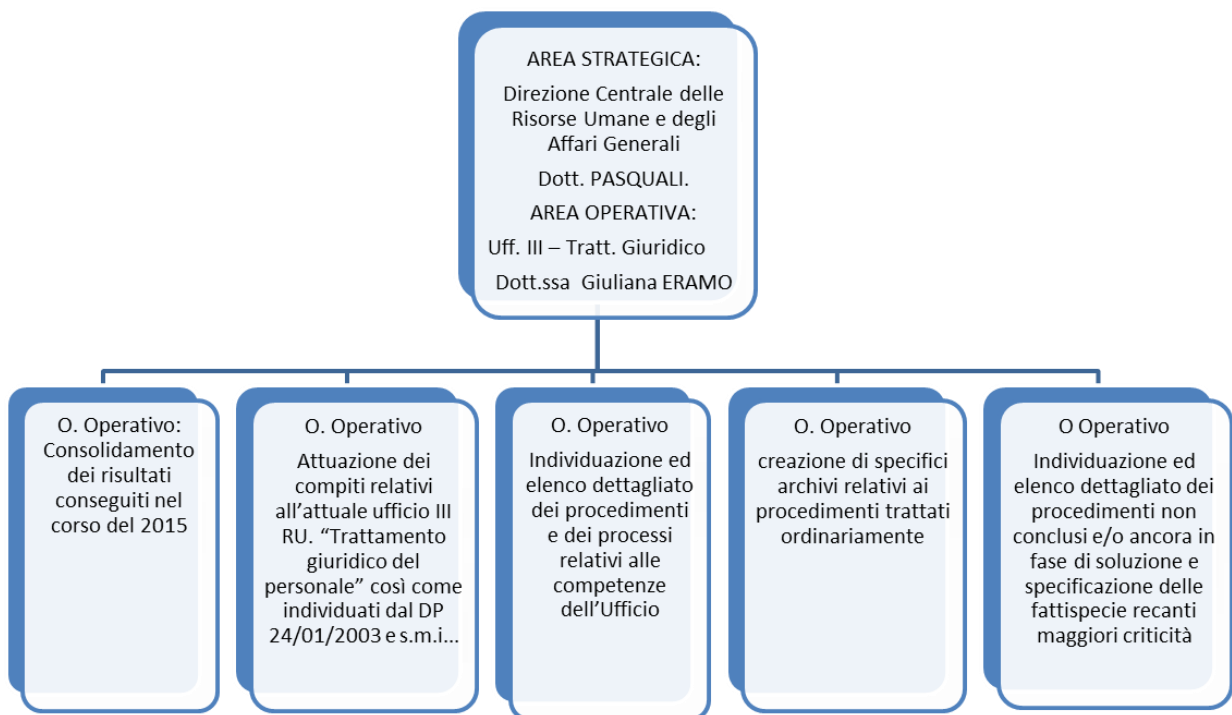 AREA STRATEGICA:
Direzione Centrale delle
Risorse Umane e degli
Affari Generali
Dott. PASQUALI.
AREA OPERATIVA:
Uff. III – Tratt. Giuridico
Dott.ssa Giuliana ERAMO
O. Operativo:
Consolidamento
dei risultati
conseguiti nel
corso del 2015
O. Operativo
Attuazione dei
compiti relativi
all’attuale ufficio III
RU. “Trattamento
giuridico del
personale” così come
individuati dal DP
24/01/2003 e s.m.i...
O. Operativo
Individuazione ed
elenco dettagliato
dei procedimenti
e dei processi
relativi alle
competenze
dell’Ufficio
O. Operativo
creazione di specifici
archivi relativi ai
procedimenti trattati
ordinariamente
O Operativo
Individuazione ed
elenco dettagliato dei
procedimenti non
conclusi e/o ancora in
fase di soluzione e
specificazione delle
fattispecie recanti
maggiori criticità